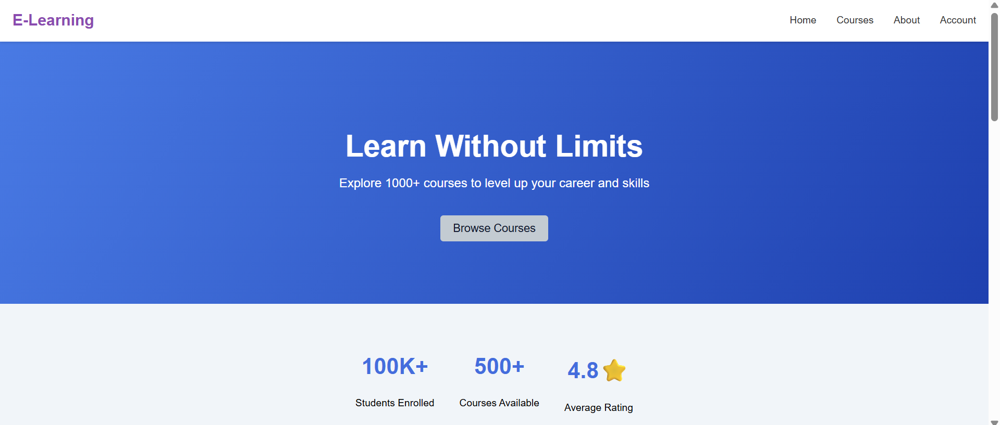 E-Learning
Home Courses About Account
Learn Without Limits
Explore 1000+ courses to level up your career and skills
Browse Courses
100K+ 500+ 4.8⭐
Students Enrolled Courses Available Average Rating